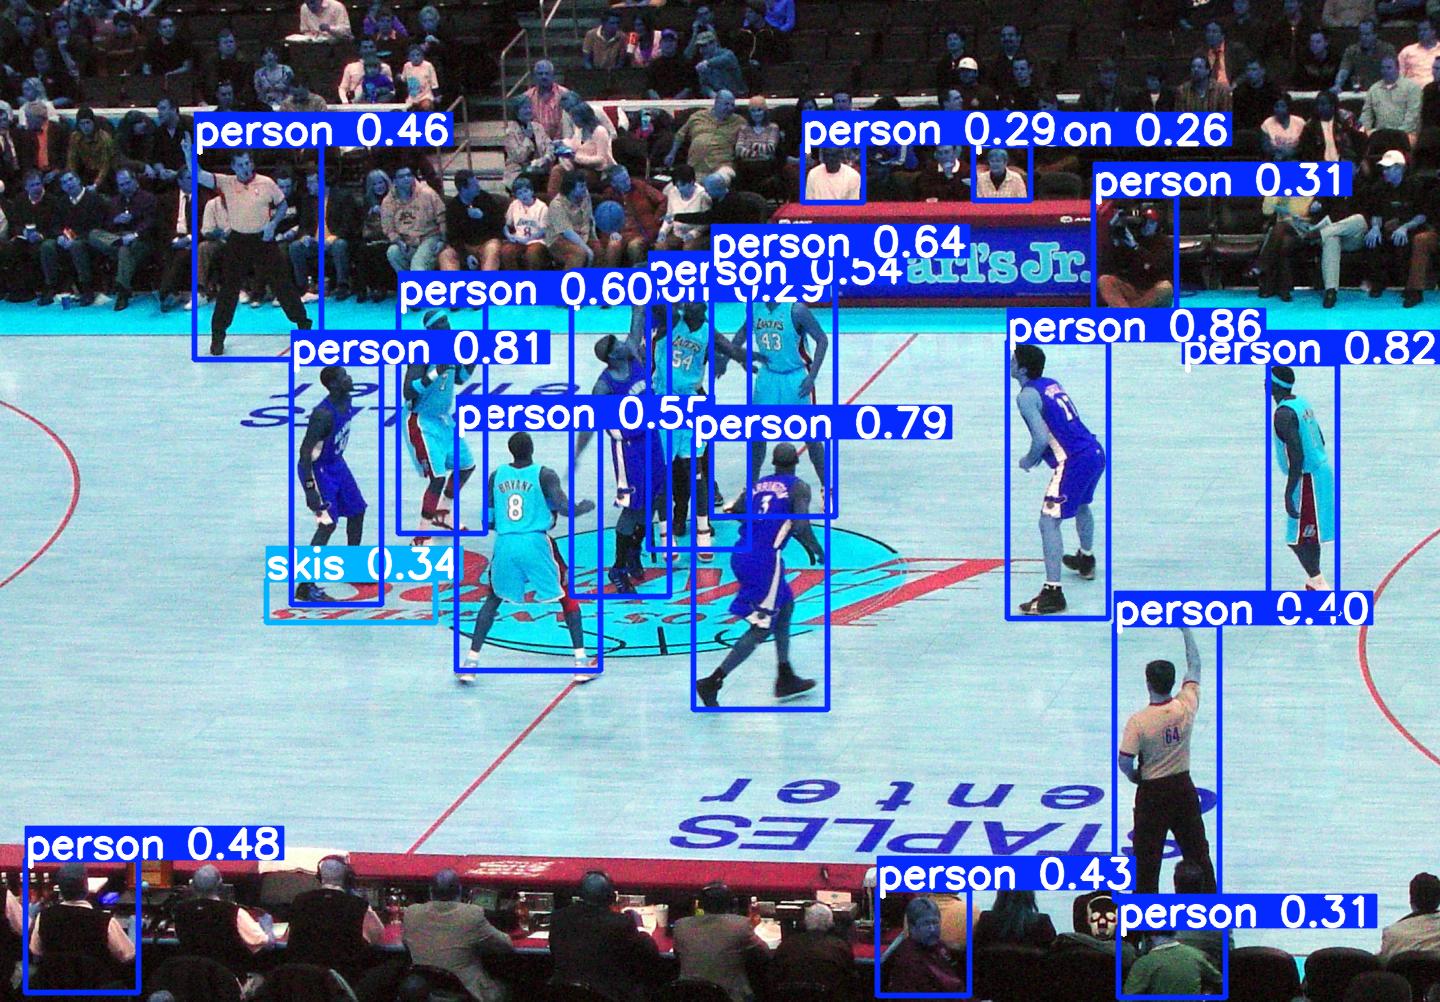 person 0.46
person 0.29
on 0.26
person 0.31
person 0.64
person 0.54
on 0.29
arl's Jr.
person 0.60
LAKERS
43
LAKERS
54
person 0.86
person 0.82
person 0.81
person 0.55
person 0.79
BRYANT
8
3
skis 0.34
person 0.40
64
STAPLES
enter
person 0.48
person 0.43
person 0.31